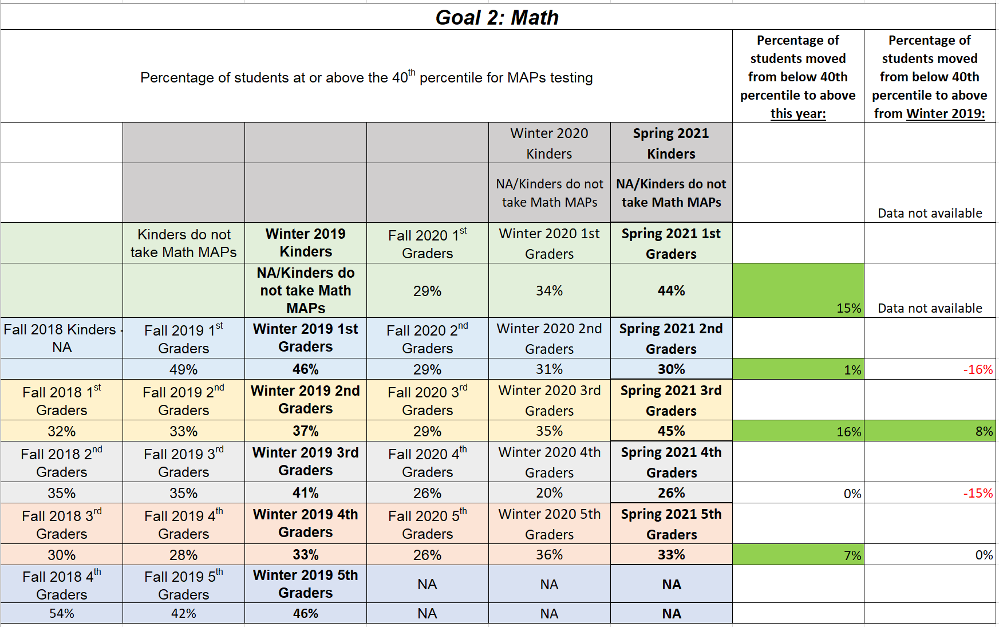 Goal 2: Math
Percentage of students at or above the 40th percentile for MAPs testing
Percentage of
students moved
from below 40th
percentile to above
this year:
Percentage of
students moved
from below 40th
percentile to above
from Winter 2019:
Winter 2020
Kinders
Spring 2021
Kinders
NA/Kinders do not
take Math MAPs
NA/Kinders do not
take Math MAPs
Data not available
Kinders do not
take Math MAPs
Winter 2019
Kinders
Fall 2020 1st
Graders
Winter 2020 1st
Graders
Spring 2021 1st
Graders
NA/Kinders do
not take Math
MAPs
29%
34%
44%
15%
Data not available
Fall 2018 Kinders -
NA
Fall 2019 1st
Graders
Winter 2019 1st
Graders
Fall 2020 2nd
Graders
Winter 2020 2nd
Graders
Spring 2021 2nd
Graders
49%
46%
29%
31%
30%
1%
-16%
Fall 2018 1st
Graders
Fall 2019 2nd
Graders
Winter 2019 2nd
Graders
Fall 2020 3rd
Graders
Winter 2020 3rd
Graders
Spring 2021 3rd
Graders
32%
33%
37%
29%
35%
45%
16%
8%
Fall 2018 2nd
Graders
Fall 2019 3rd
Graders
Winter 2019 3rd
Graders
Fall 2020 4th
Graders
Winter 2020 4th
Graders
Spring 2021 4th
Graders
35%
35%
41%
26%
20%
26%
0%
-15%
Fall 2018 3rd
Graders
Fall 2019 4th
Graders
Winter 2019 4th
Graders
Fall 2020 5th
Graders
Winter 2020 5th
Graders
Spring 2021 5th
Graders
30%
28%
33%
26%
36%
33%
7%
0%
Fall 2018 4th
Graders
Fall 2019 5th
Graders
Winter 2019 5th
Graders
NA
NA
NA
54%
42%
46%
NA
NA
NA